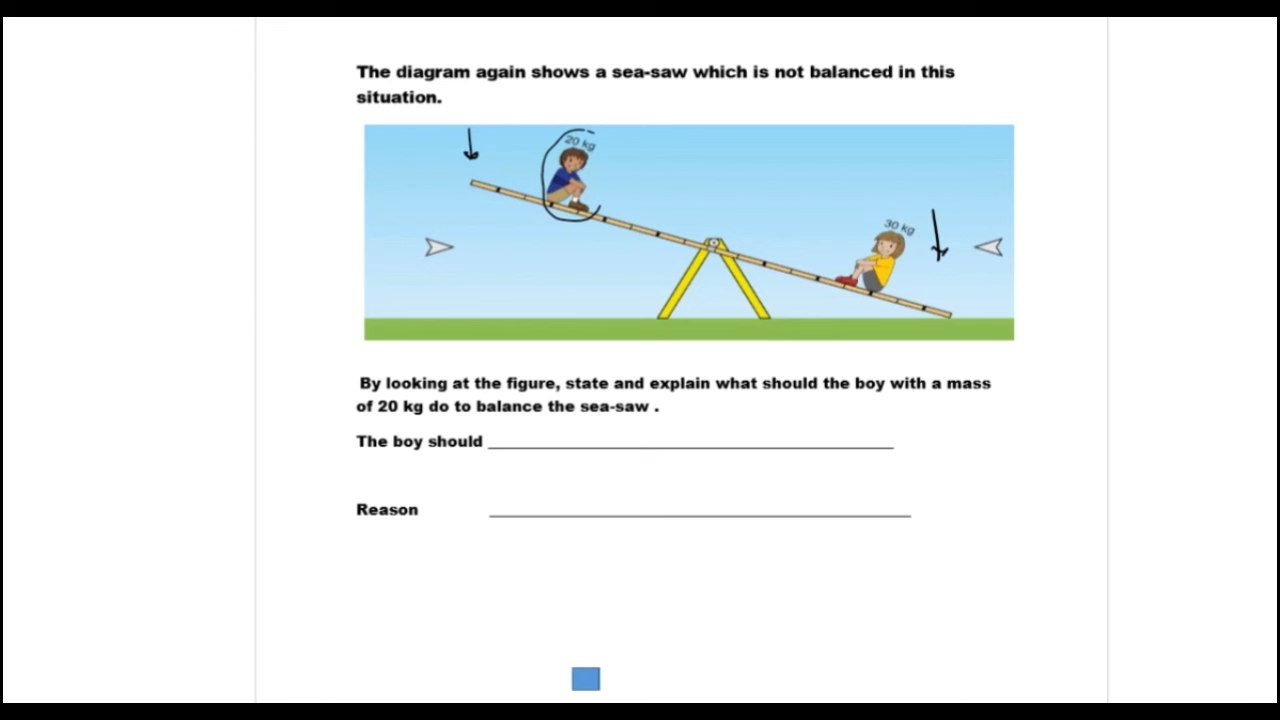 The diagram again shows a sea-saw which is not balanced in this
situation.
20 kg
30 kg
By looking at the figure, state and explain what should the boy with a mass
of 20 kg do to balance the sea-saw .
The boy should
Reason